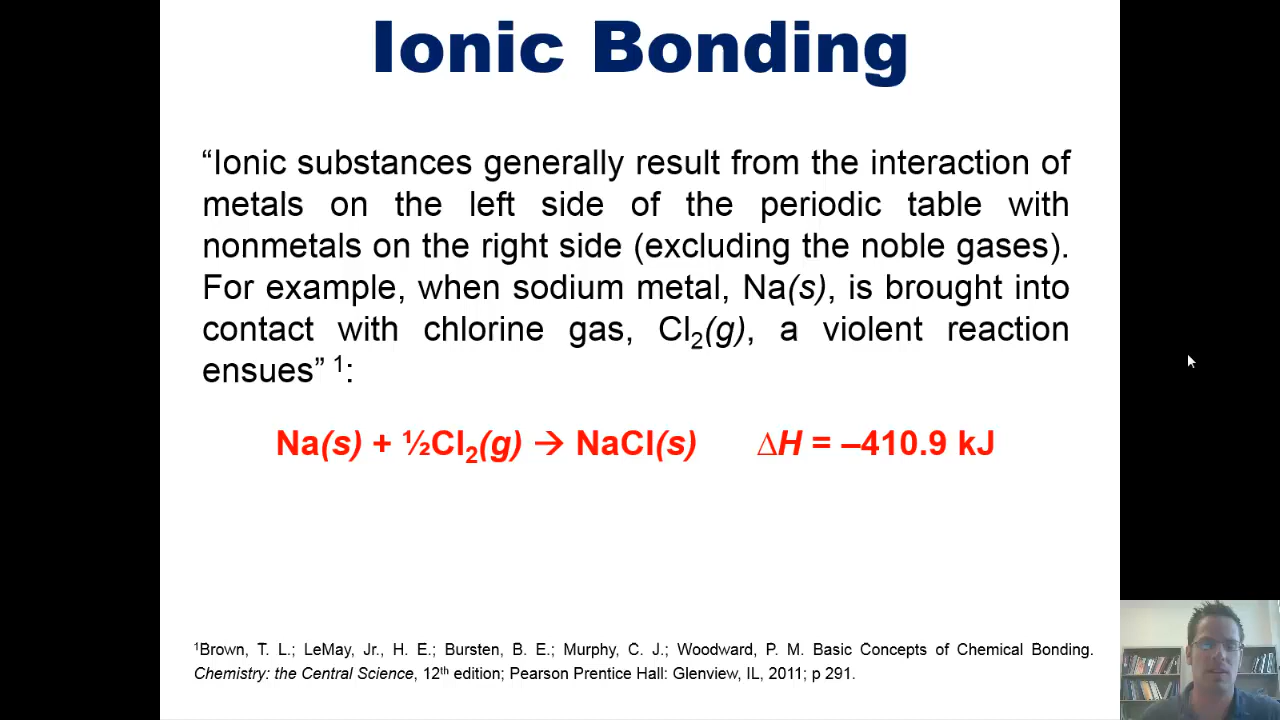 Ionic Bonding
“Ionic substances generally result from the interaction of
metals on the left side of the periodic table with
nonmetals on the right side (excluding the noble gases).
For example, when sodium metal, Na(s), is brought into
contact with chlorine gas, Cl₂(g), a violent reaction
ensues” ¹:
Na(s) + ½Cl₂(g) → NaCl(s) ∆H = –410.9 kJ
¹Brown, T. L.; LeMay, Jr., H. E.; Bursten, B. E.; Murphy, C. J.; Woodward, P. M. Basic Concepts of Chemical Bonding.
Chemistry: the Central Science, 12th edition; Pearson Prentice Hall: Glenview, IL, 2011; p 291.